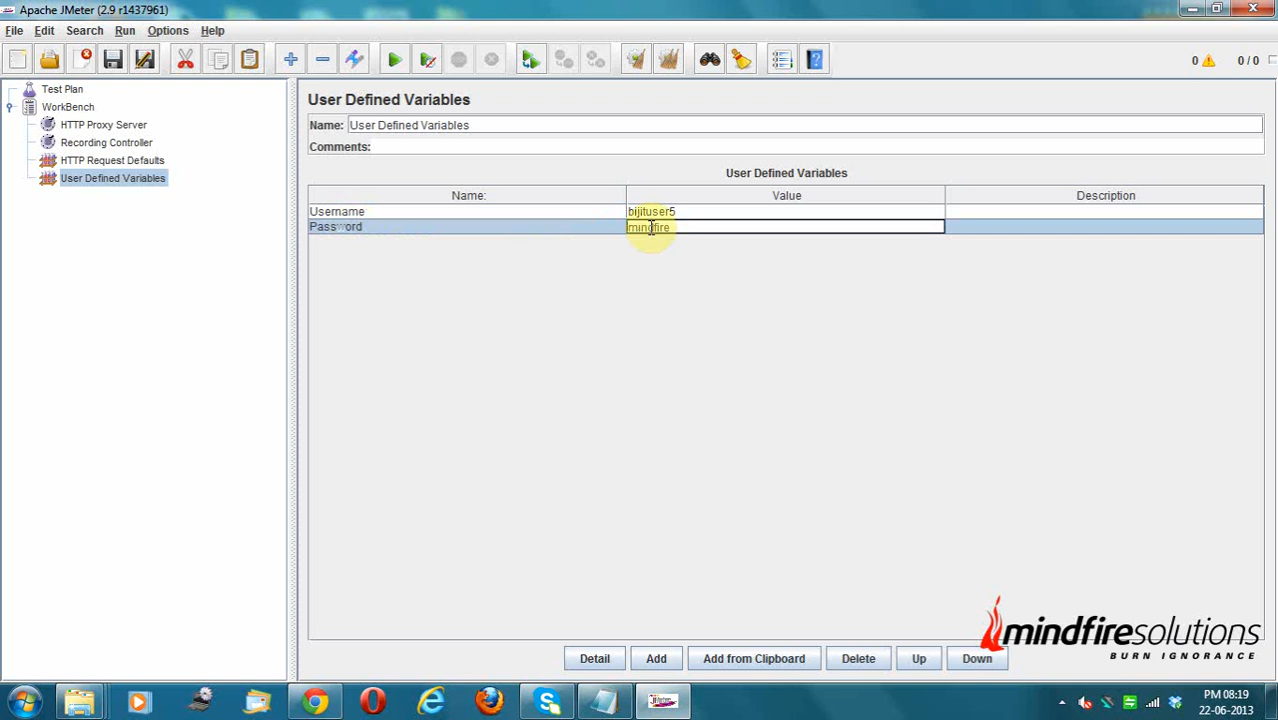 Apache JMeter (2.9 r1437961)
File Edit Search Run Options Help
0 0 / 0
Test Plan
WorkBench
HTTP Proxy Server
Recording Controller
HTTP Request Defaults
User Defined Variables
User Defined Variables
Name: User Defined Variables
Comments:
User Defined Variables
Name: Value Description
Username bijituser5
Password mindfire
mindfiresolutions
BURN IGNORANCE
Detail Add Add from Clipboard Delete Up Down
PM 08:19
22-06-2013